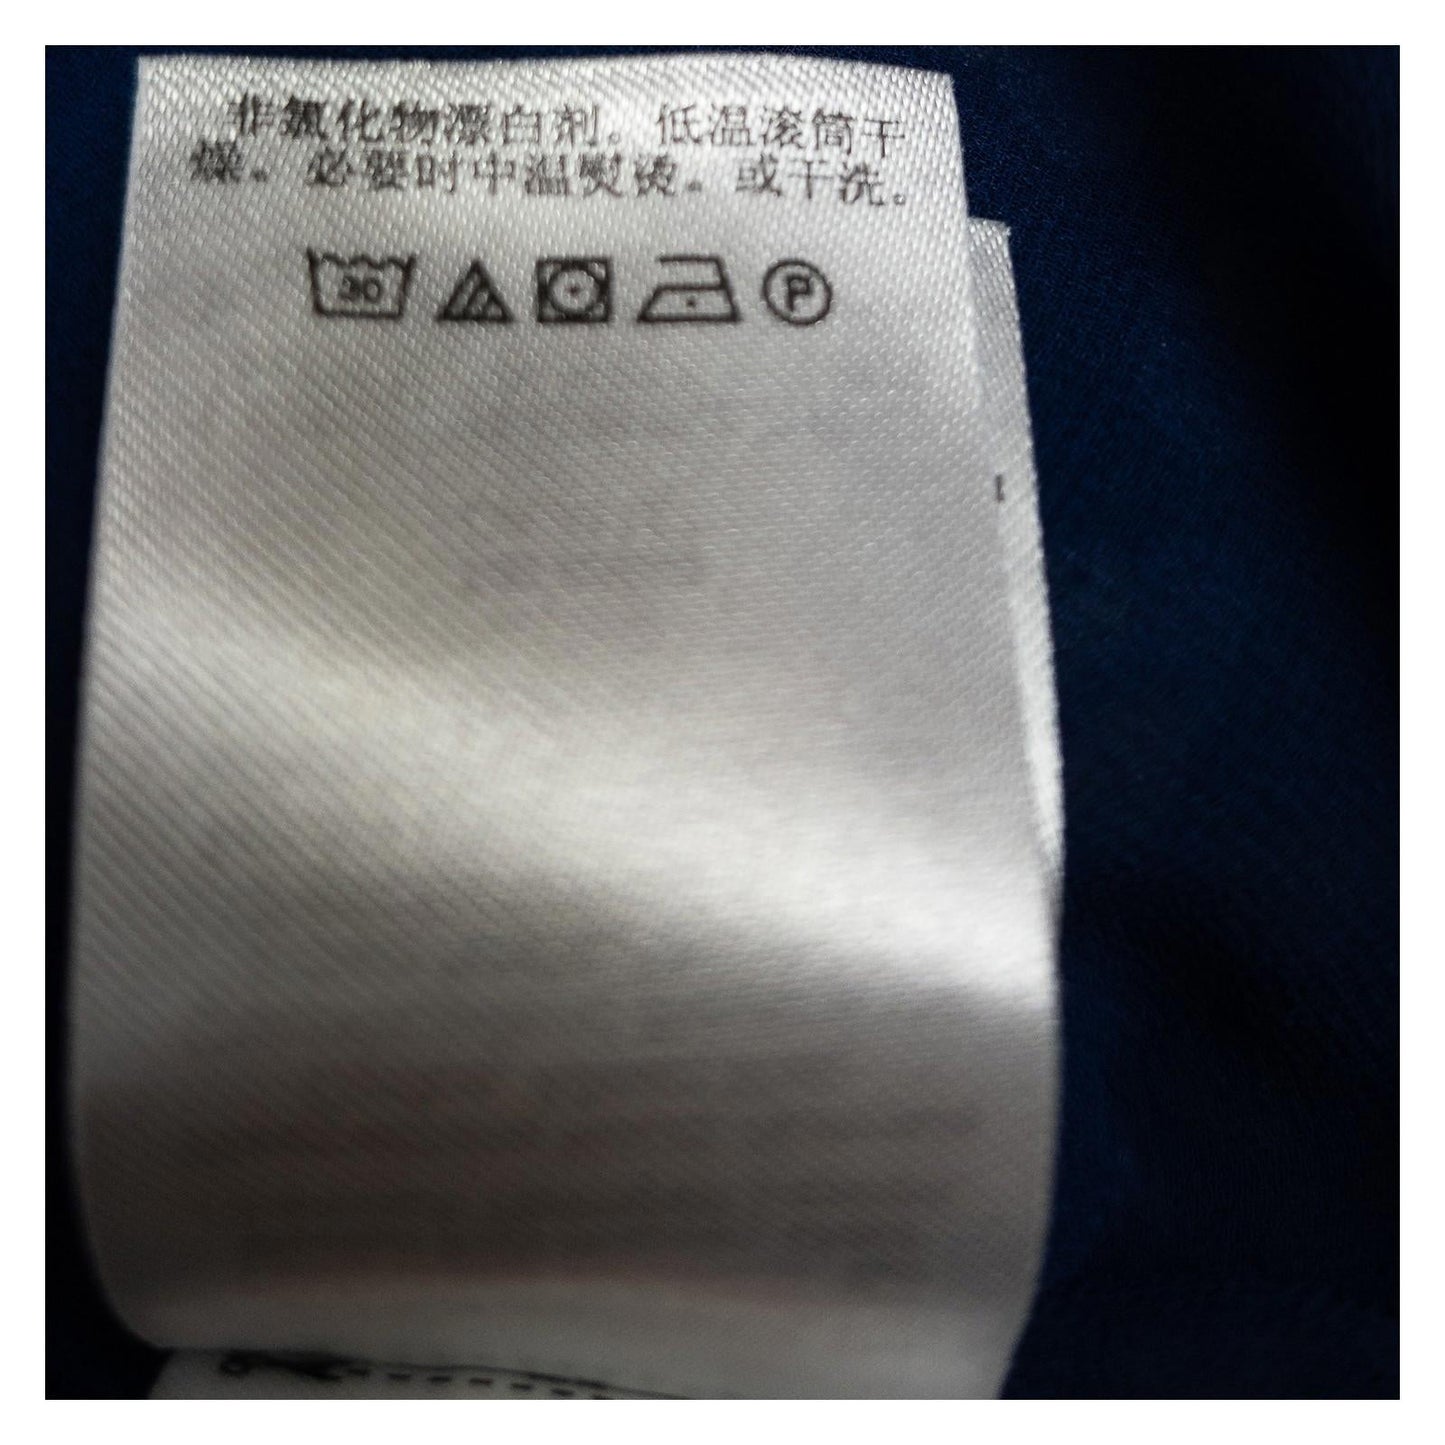 非氯化物漂白剂。低温滚筒干
燥。必要时中温熨烫。或干洗。
30 P